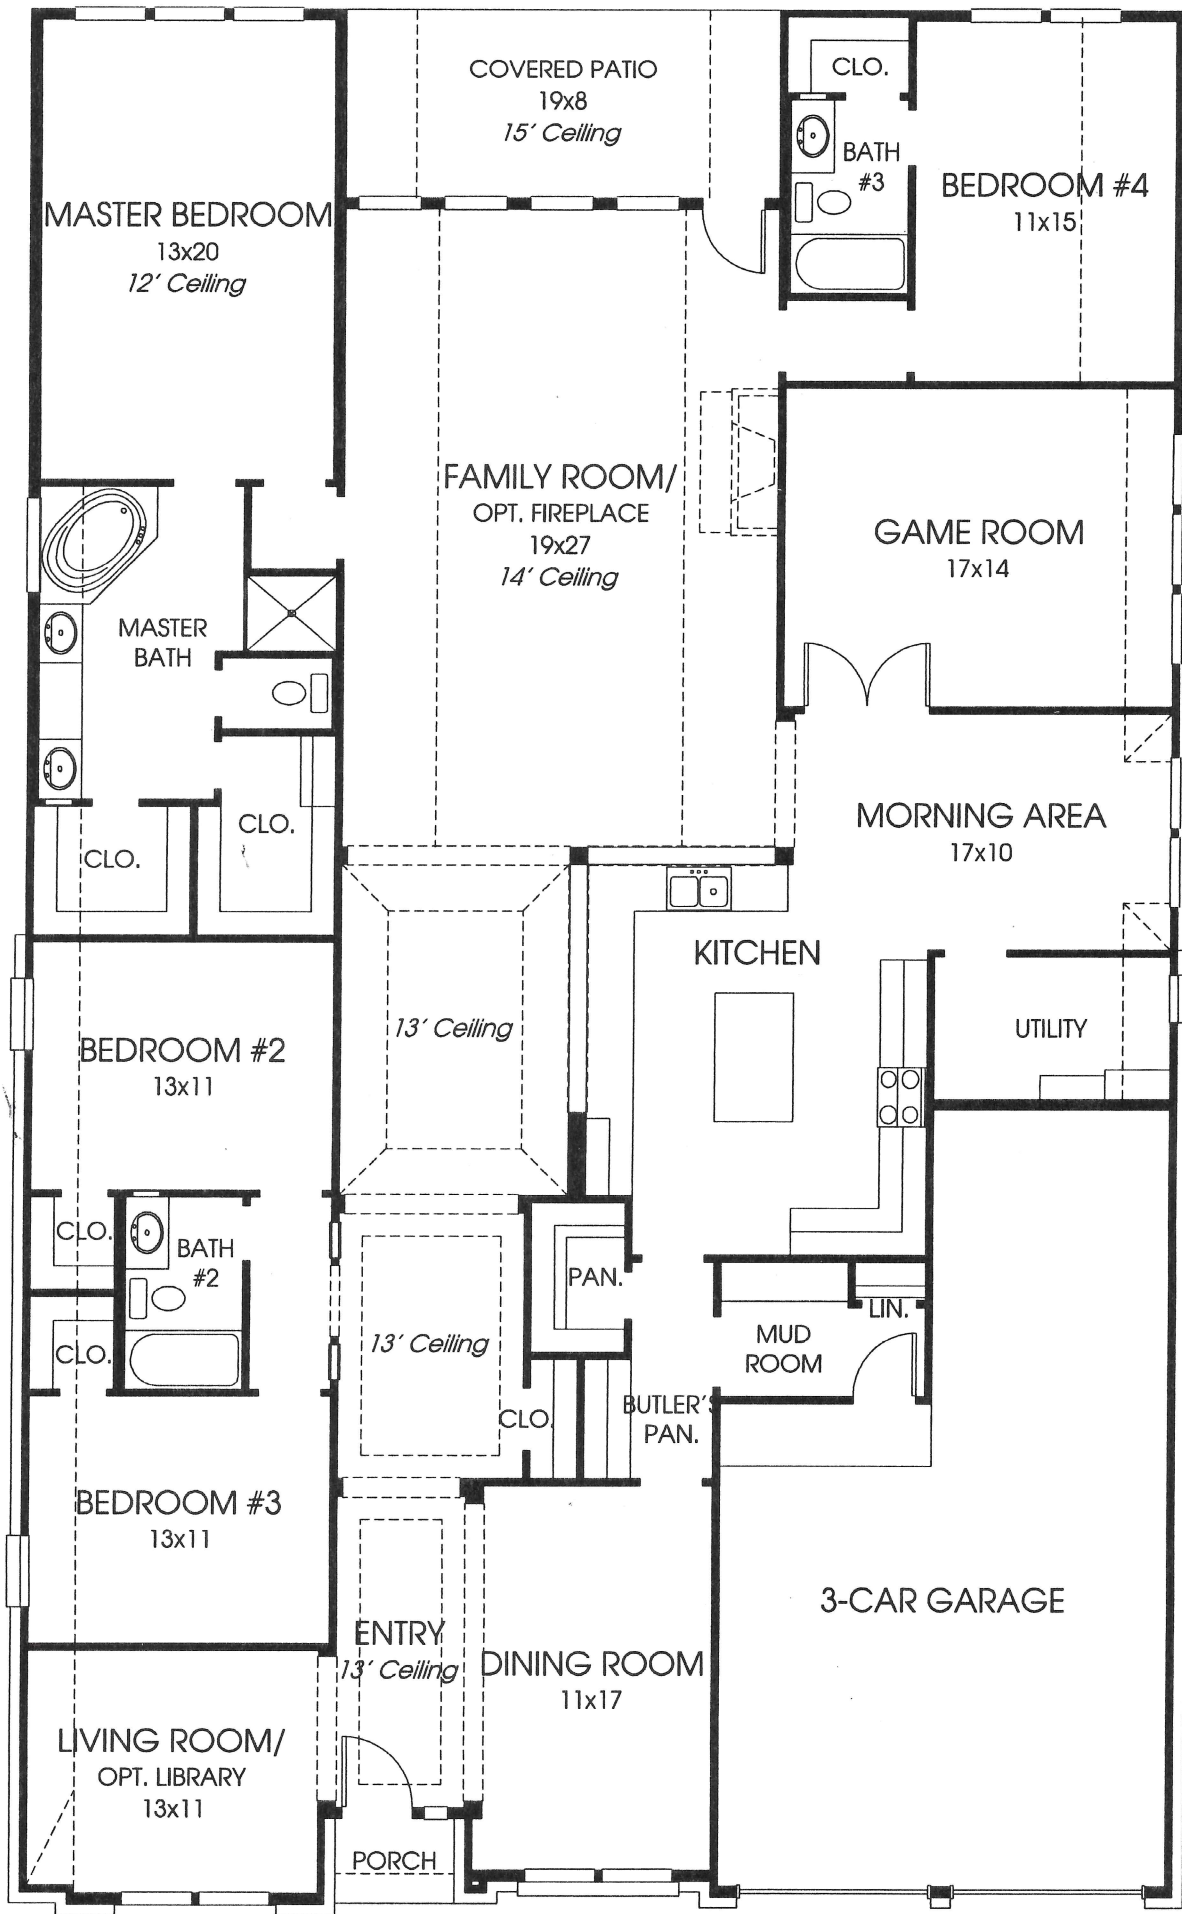 COVERED PATIO
19x8
15' Ceiling
CLO.
BATH
#3
BEDROOM #4
11x15
MASTER BEDROOM
13x20
12' Ceiling
FAMILY ROOM/
OPT. FIREPLACE
19x27
14' Ceiling
GAME ROOM
17x14
MASTER
BATH
CLO.
CLO.
MORNING AREA
17x10
KITCHEN
13' Ceiling
UTILITY
BEDROOM #2
13x11
CLO.
BATH
#2
CLO.
13' Ceiling
PAN.
LIN.
MUD
ROOM
CLO.
BUTLER'S
PAN.
BEDROOM #3
13x11
ENTRY
13' Ceiling
DINING ROOM
11x17
3-CAR GARAGE
LIVING ROOM/
OPT. LIBRARY
13x11
PORCH